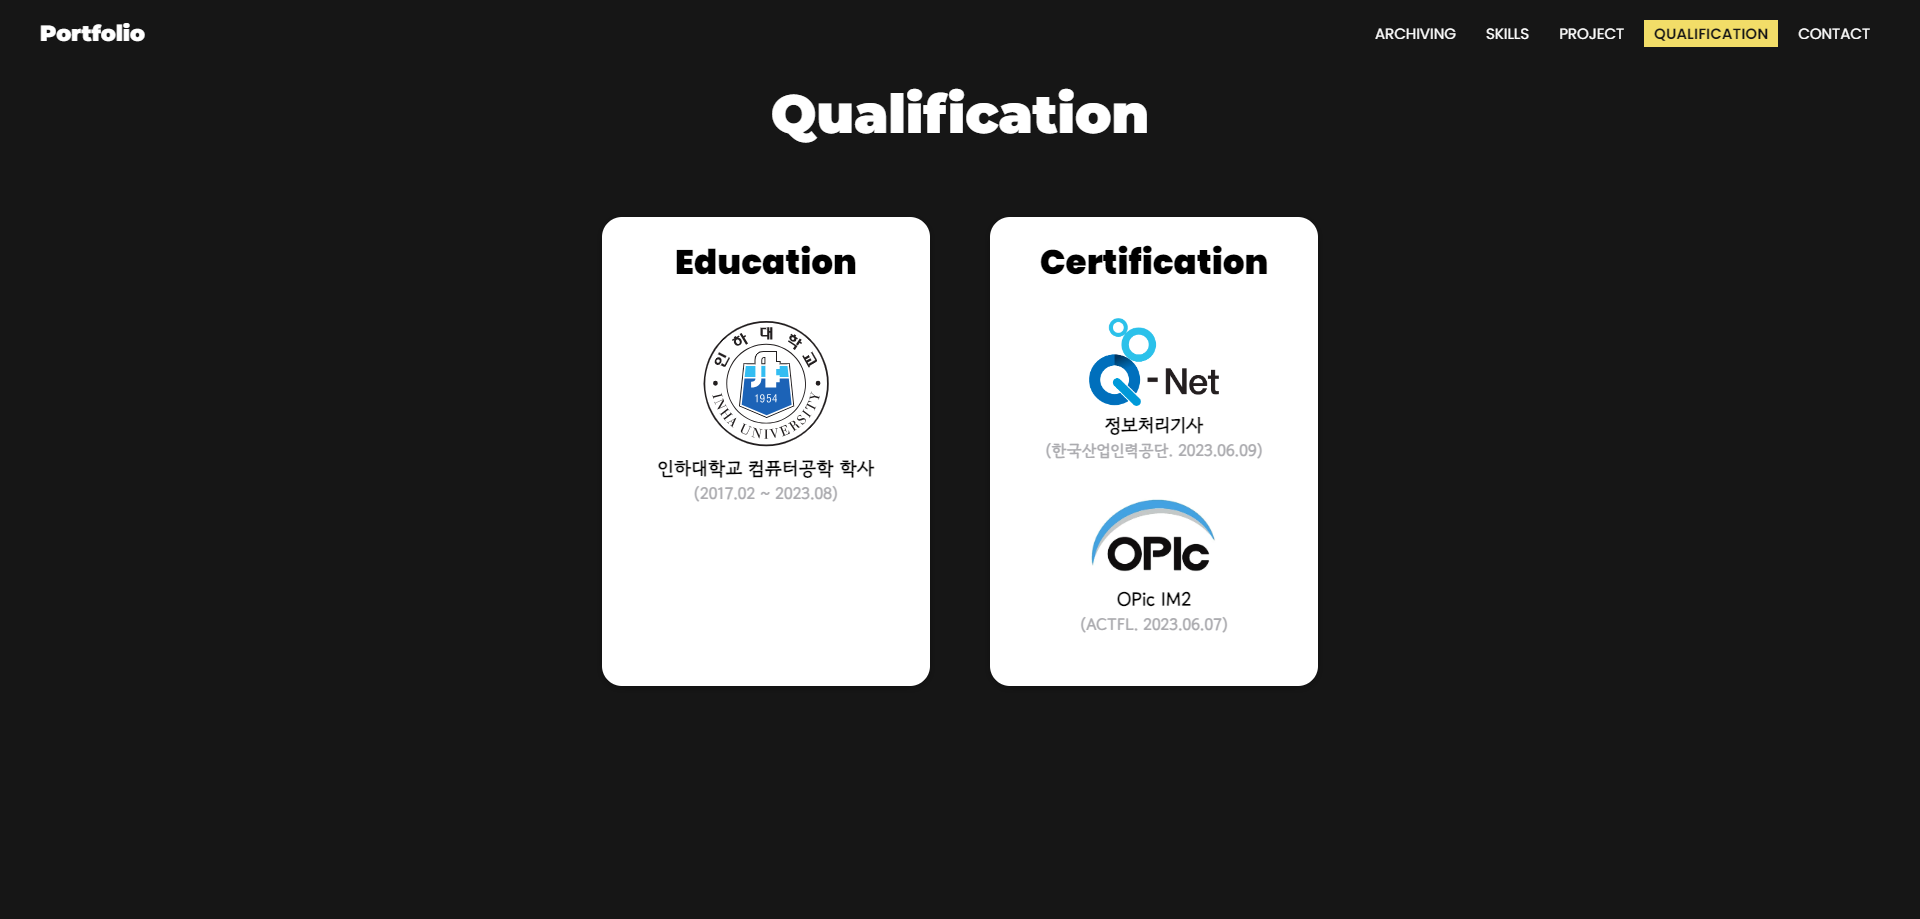 Portfolio
ARCHIVING SKILLS PROJECT QUALIFICATION CONTACT
Qualification
Education
인하대학교
1954
INHA UNIVERSITY
인하대학교 컴퓨터공학 학사
(2017.02 ~ 2023.08)
Certification
Q-Net
정보처리기사
(한국산업인력공단. 2023.06.09)
OPIc
OPic IM2
(ACTFL. 2023.06.07)